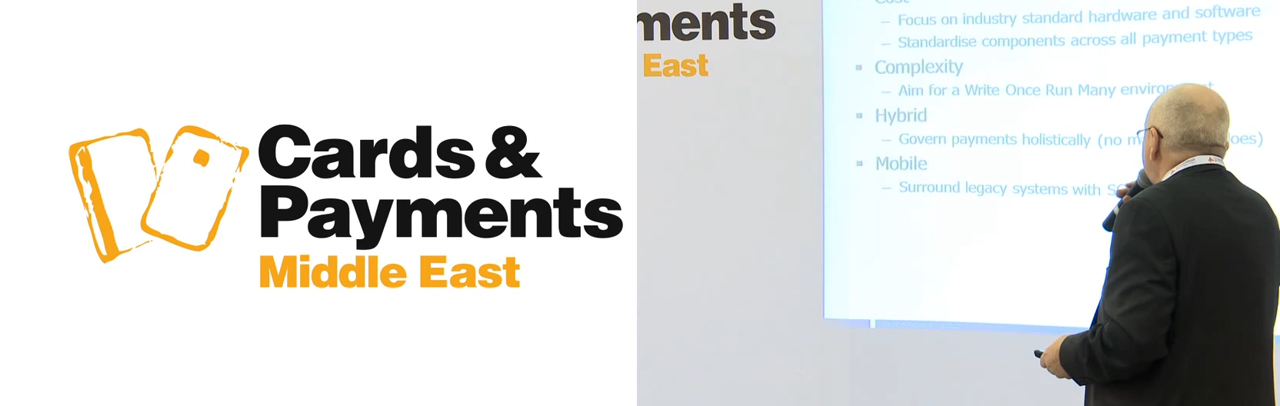 Cards &
Payments
Middle East
ments
East
Cost
– Focus on industry standard hardware and software
– Standardise components across all payment types
Complexity
– Aim for a Write Once Run Many
Hybrid
– Govern payments holistically (no
Mobile
– Surround legacy systems with